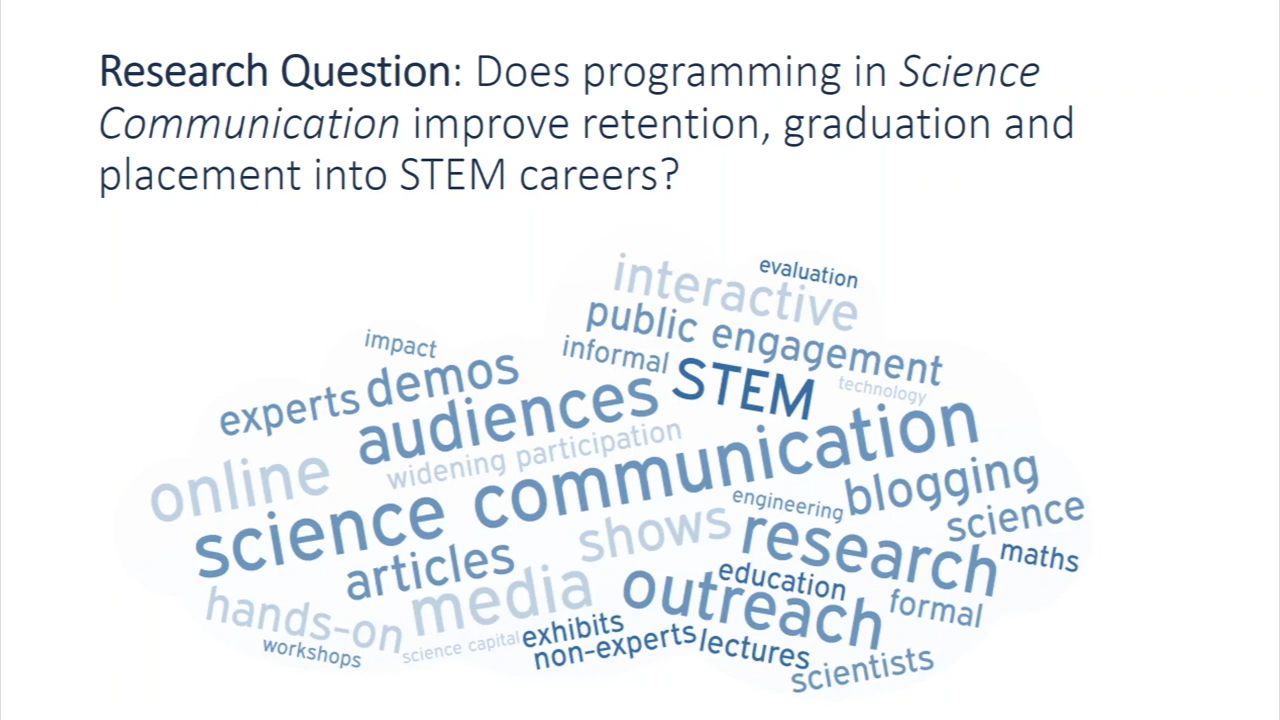 Research Question: Does programming in Science
Communication improve retention, graduation and
placement into STEM careers?
evaluation
interactive
public engagement
impact
informal
STEM
technology
experts
demos
audiences
widening participation
online
science communication
engineering
blogging
science
shows
research
maths
articles
education
media
outreach
formal
hands-on
exhibits
workshops
science capital
non-experts
lectures
scientists